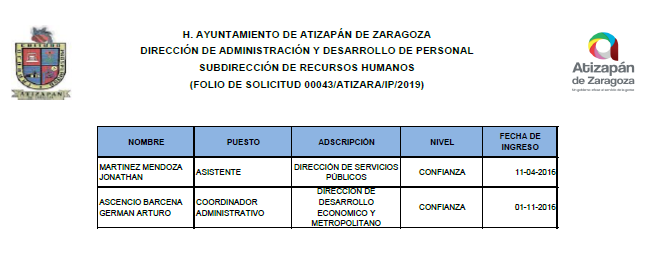 H. AYUNTAMIENTO DE ATIZAPÁN DE ZARAGOZA
DIRECCIÓN DE ADMINISTRACIÓN Y DESARROLLO DE PERSONAL
SUBDIRECCIÓN DE RECURSOS HUMANOS
(FOLIO DE SOLICITUD 00043/ATIZARA/IP/2019)
ATIZAPAN
Atizapán
de Zaragoza
NOMBRE PUESTO ADSCRIPCIÓN NIVEL FECHA DE
INGRESO
MARTINEZ MENDOZA
JONATHAN
ASISTENTE
DIRECCIÓN DE SERVICIOS
PÚBLICOS
CONFIANZA
11-04-2016
ASCENCIO BARCENA
GERMAN ARTURO
COORDINADOR
ADMINISTRATIVO
DIRECCION DE
DESARROLLO
ECONOMICO Y
METROPOLITANO
CONFIANZA
01-11-2016